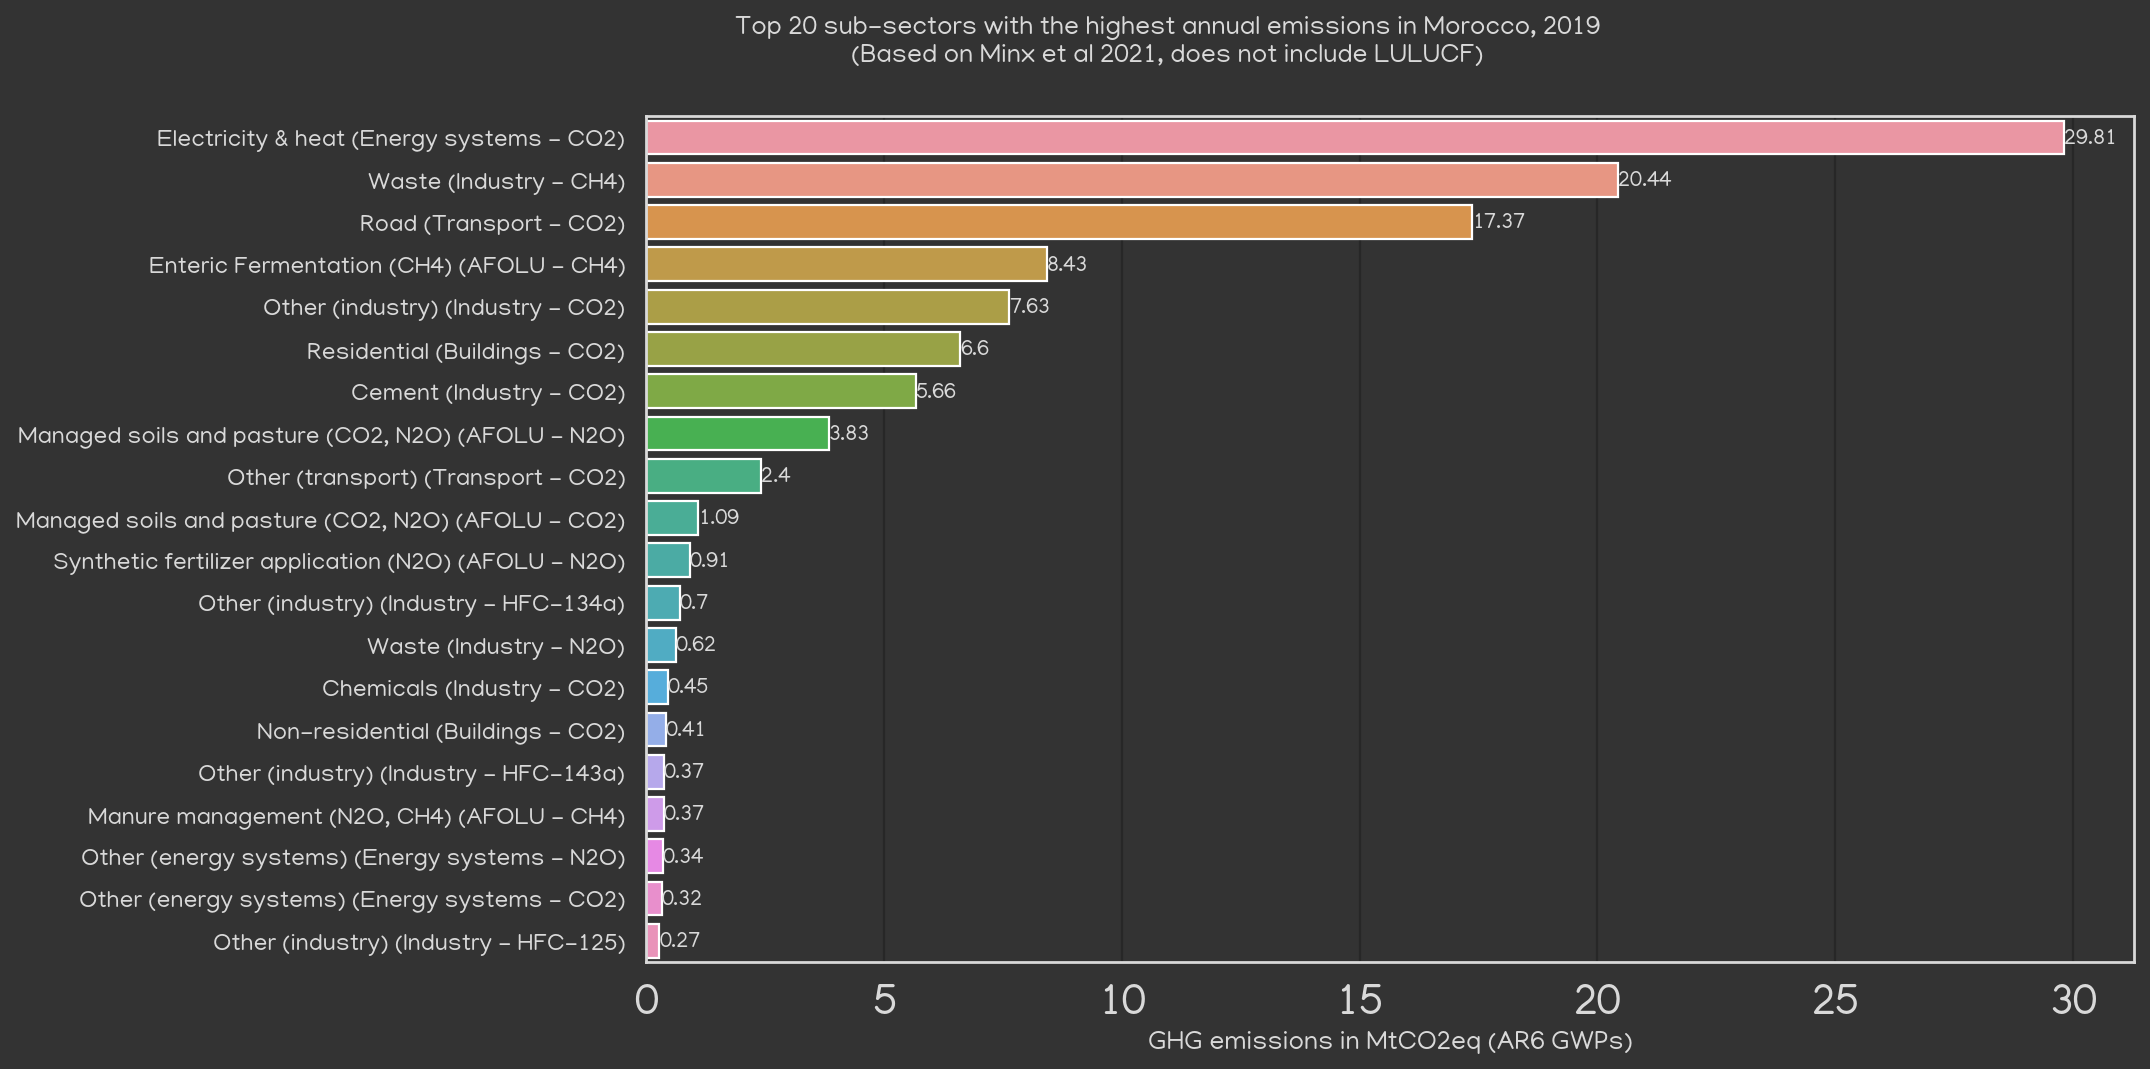 Top 20 sub-sectors with the highest annual emissions in Morocco, 2019
(Based on Minx et al 2021, does not include LULUCF)
Electricity & heat (Energy systems - CO2) 29.81
Waste (Industry - CH4) 20.44
Road (Transport - CO2) 17.37
Enteric Fermentation (CH4) (AFOLU - CH4) 8.43
Other (industry) (Industry - CO2) 7.63
Residential (Buildings - CO2) 6.6
Cement (Industry - CO2) 5.66
Managed soils and pasture (CO2, N2O) (AFOLU - N2O) 3.83
Other (transport) (Transport - CO2) 2.4
Managed soils and pasture (CO2, N2O) (AFOLU - CO2) 1.09
Synthetic fertilizer application (N2O) (AFOLU - N2O) 0.91
Other (industry) (Industry - HFC-134a) 0.7
Waste (Industry - N2O) 0.62
Chemicals (Industry - CO2) 0.45
Non-residential (Buildings - CO2) 0.41
Other (industry) (Industry - HFC-143a) 0.37
Manure management (N2O, CH4) (AFOLU - CH4) 0.37
Other (energy systems) (Energy systems - N2O) 0.34
Other (energy systems) (Energy systems - CO2) 0.32
Other (industry) (Industry - HFC-125) 0.27
0 5 10 15 20 25 30
GHG emissions in MtCO2eq (AR6 GWPs)